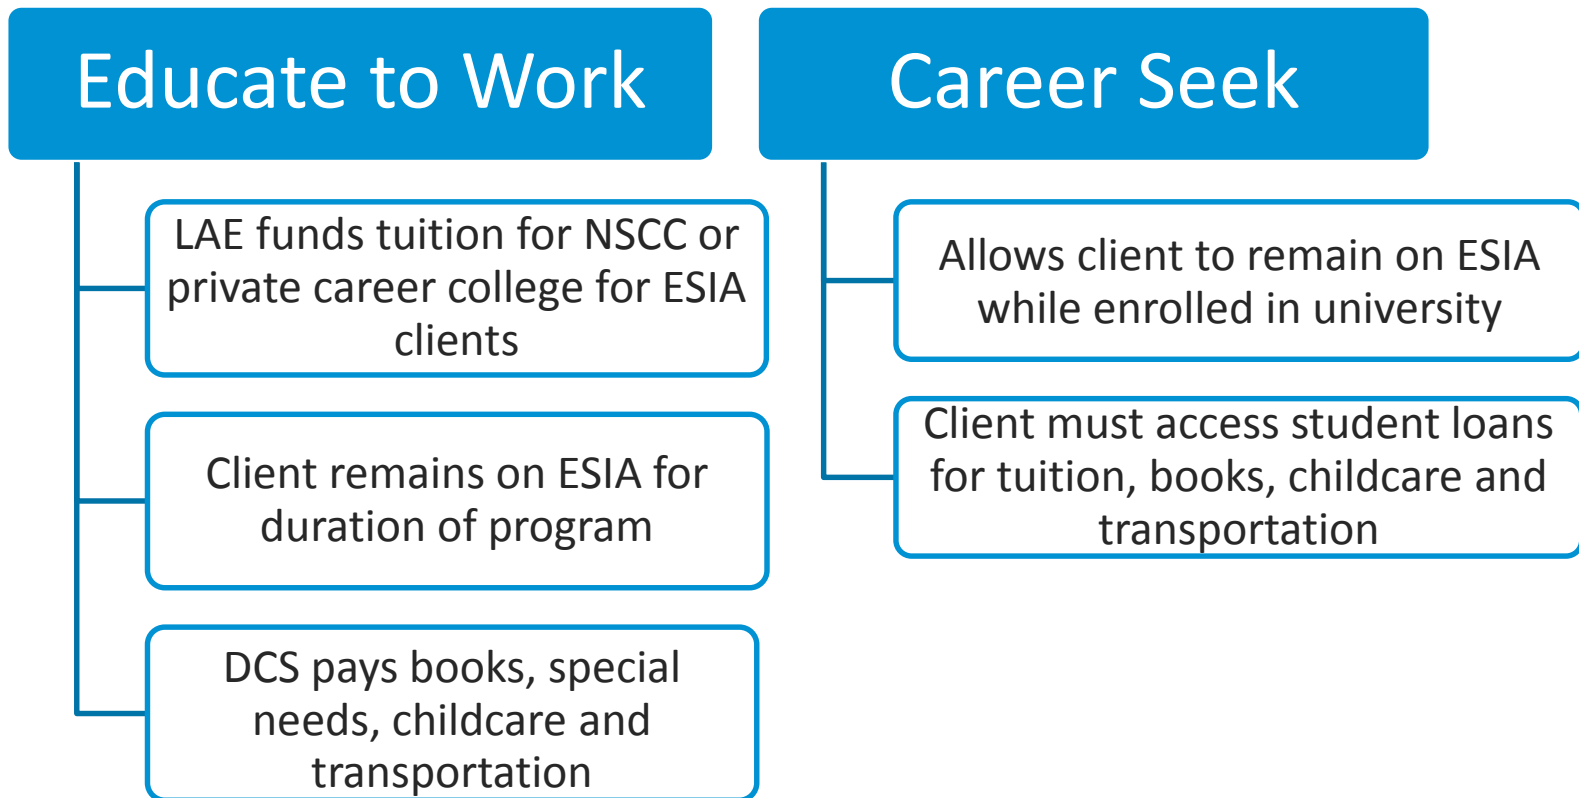 Educate to Work
LAE funds tuition for NSCC or
private career college for ESIA
clients
Client remains on ESIA for
duration of program
DCS pays books, special
needs, childcare and
transportation
Career Seek
Allows client to remain on ESIA
while enrolled in university
Client must access student loans
for tuition, books, childcare and
transportation